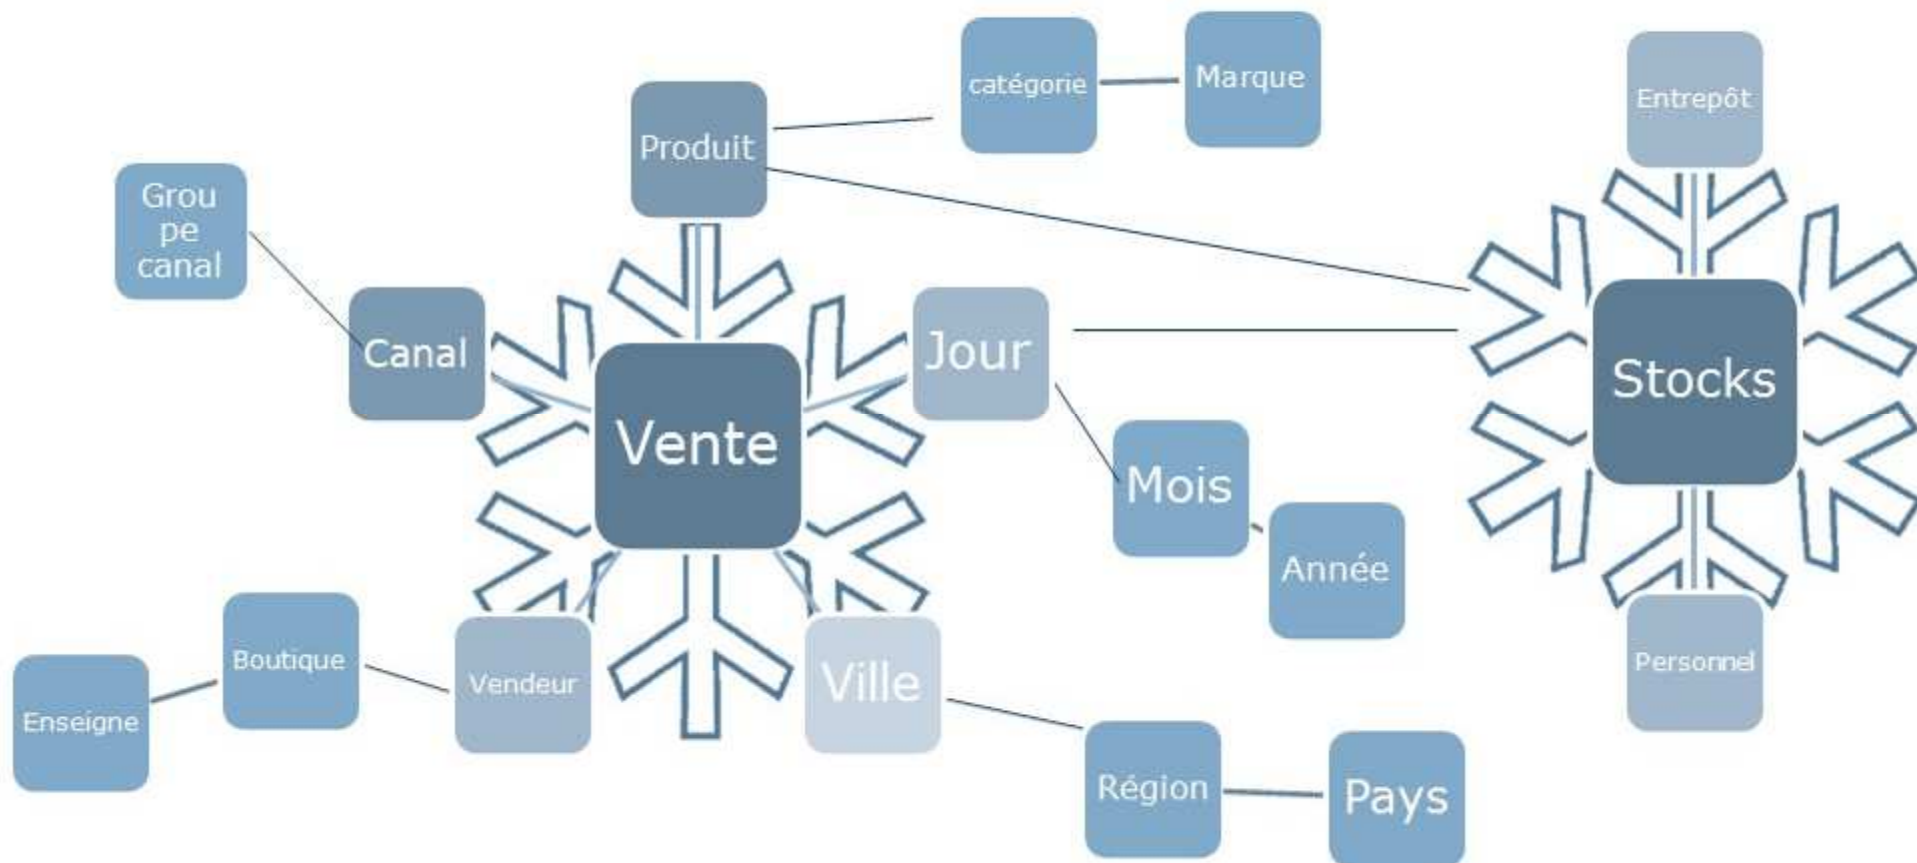 catégorie
Marque
Entrepôt
Produit
Grou
pe
canal
Canal
Jour
Stocks
Vente
Mois
Année
Boutique
Vendeur
Ville
Personnel
Enseigne
Région
Pays